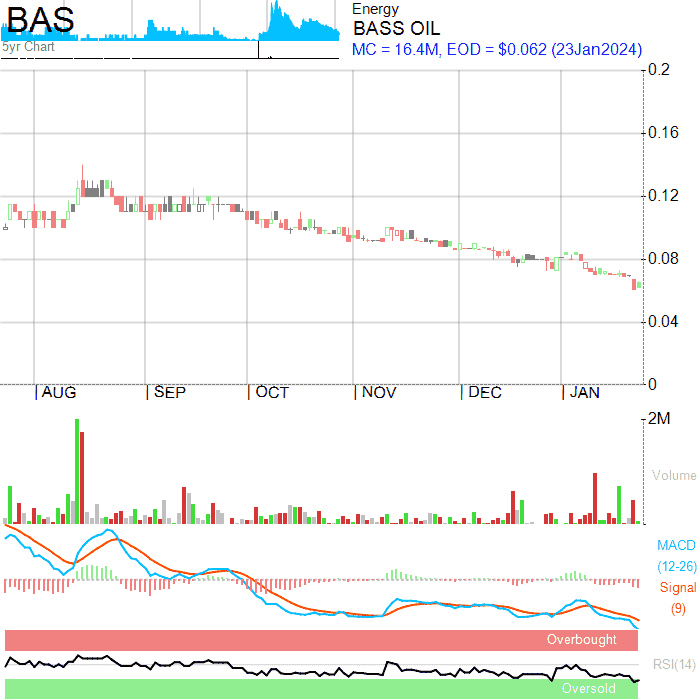 BAS
5yr Chart
Energy
BASS OIL
MC = 16.4M, EOD = $0.062 (23Jan2024)
0.2
0.16
0.12
0.08
0.04
0
AUG SEP OCT NOV DEC JAN
2M
Volume
MACD
(12-26)
Signal
(9)
Overbought
RSI(14)
Oversold